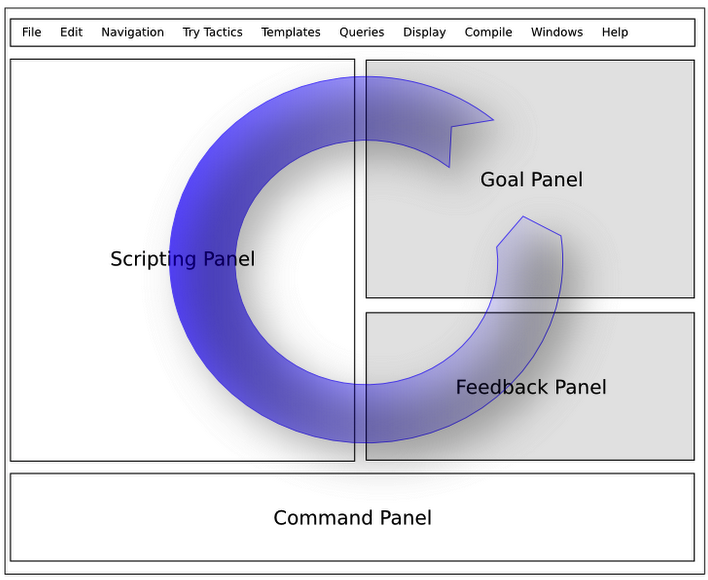 File Edit Navigation Try Tactics Templates Queries Display Compile Windows Help
Goal Panel
Scripting Panel
Feedback Panel
Command Panel